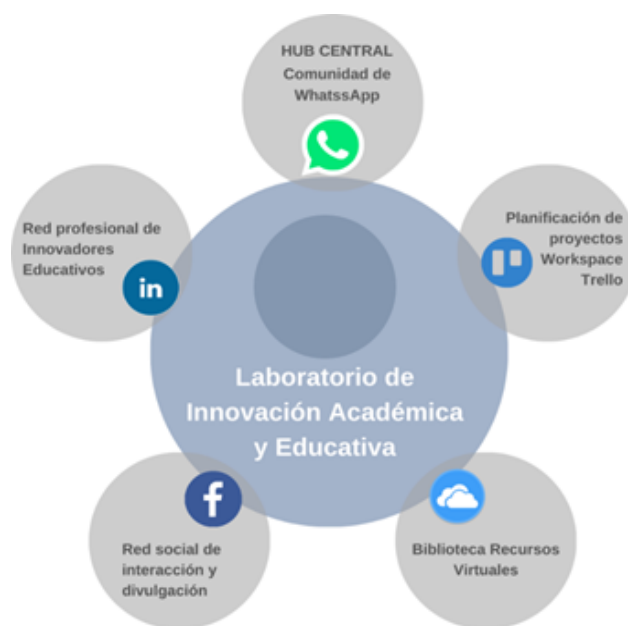 HUB CENTRAL
Comunidad de
WhatssApp
Red profesional de
Innovadores
Educativos
in
Planificación de
proyectos
Workspace
Trello
Laboratorio de
Innovación Académica
y Educativa
f
Red social de
interacción y
divulgación
Biblioteca Recursos
Virtuales